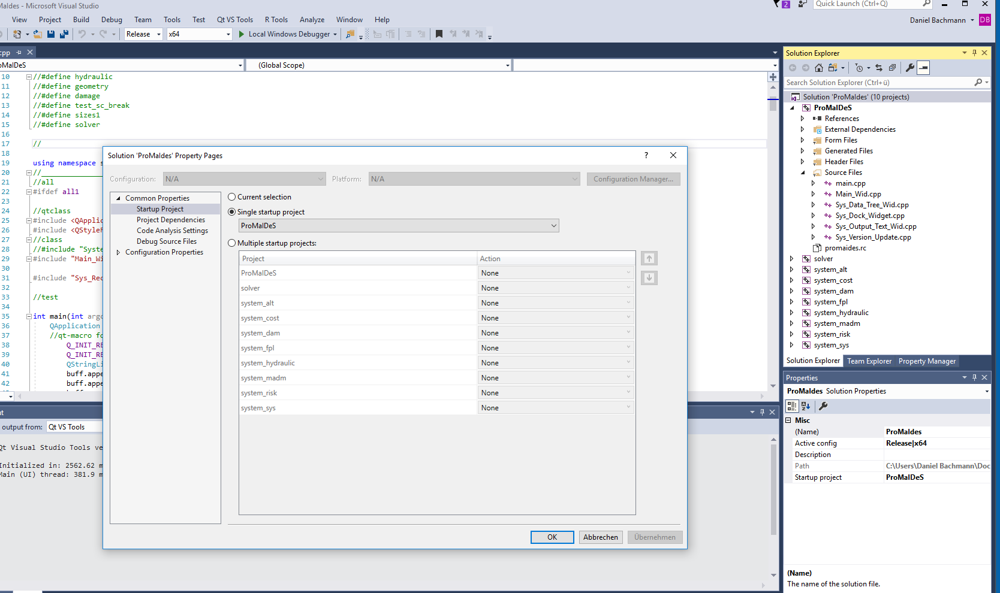 Maldes - Microsoft Visual Studio
2
Quick Launch (Ctrl+Q)
View Project Build Debug Team Tools Test Qt VS Tools R Tools Analyze Window Help
Daniel Bachmann DB
Release x64 Local Windows Debugger
cpp
oMaIDeS (Global Scope)
10 //#define hydraulic
11 //#define geometry
12 //#define damage
13 //#define test_sc_break
14 //#define sizes1
15 //#define solver
16
17 //
18
19 using namespace s
20 //
21 //all
22 #ifdef all1
23
24 //qtclass
25 #include <QApplic
26 #include <QStyleF
27 //class
28 //#include "Syste
29 #include "Main_Wi
30
31 #include "Sys_Rec
32
33 //test
34
35 int main(int argc
36 QApplication
37 //qt-macro fo
38 Q_INIT_RE
39 Q_INIT_RE
40 QStringLi
41 buff.appe
42 buff.appe
Solution 'ProMaldes' Property Pages
?
Configuration: N/A Platform: N/A Configuration Manager...
Common Properties
Startup Project
Project Dependencies
Code Analysis Settings
Debug Source Files
Configuration Properties
Current selection
Single startup project
ProMaIDeS
Multiple startup projects:
Project Action
ProMaIDeS None
solver None
system_alt None
system_cost None
system_dam None
system_fpl None
system_hydraulic None
system_madm None
system_risk None
system_sys None
OK Abbrechen Übernehmen
ut
output from: Qt VS Tools
Qt Visual Studio Tools ve
Initialized in: 2562.62 m
Main (UI) thread: 381.9 m
Solution Explorer
Search Solution Explorer (Ctrl+ü)
Solution 'ProMaldes' (10 projects)
ProMaIDeS
References
External Dependencies
Form Files
Generated Files
Header Files
Source Files
main.cpp
Main_Wid.cpp
Sys_Data_Tree_Wid.cpp
Sys_Dock_Widget.cpp
Sys_Output_Text_Wid.cpp
Sys_Version_Update.cpp
promaides.rc
solver
system_alt
system_cost
system_dam
system_fpl
system_hydraulic
system_madm
system_risk
system_sys
Solution Explorer Team Explorer Property Manager
Properties
ProMaldes Solution Properties
Misc
(Name) ProMaldes
Active config Release|x64
Description
Path C:\Users\Daniel Bachmann\Doc
Startup project ProMaIDeS
(Name)
The name of the solution file.